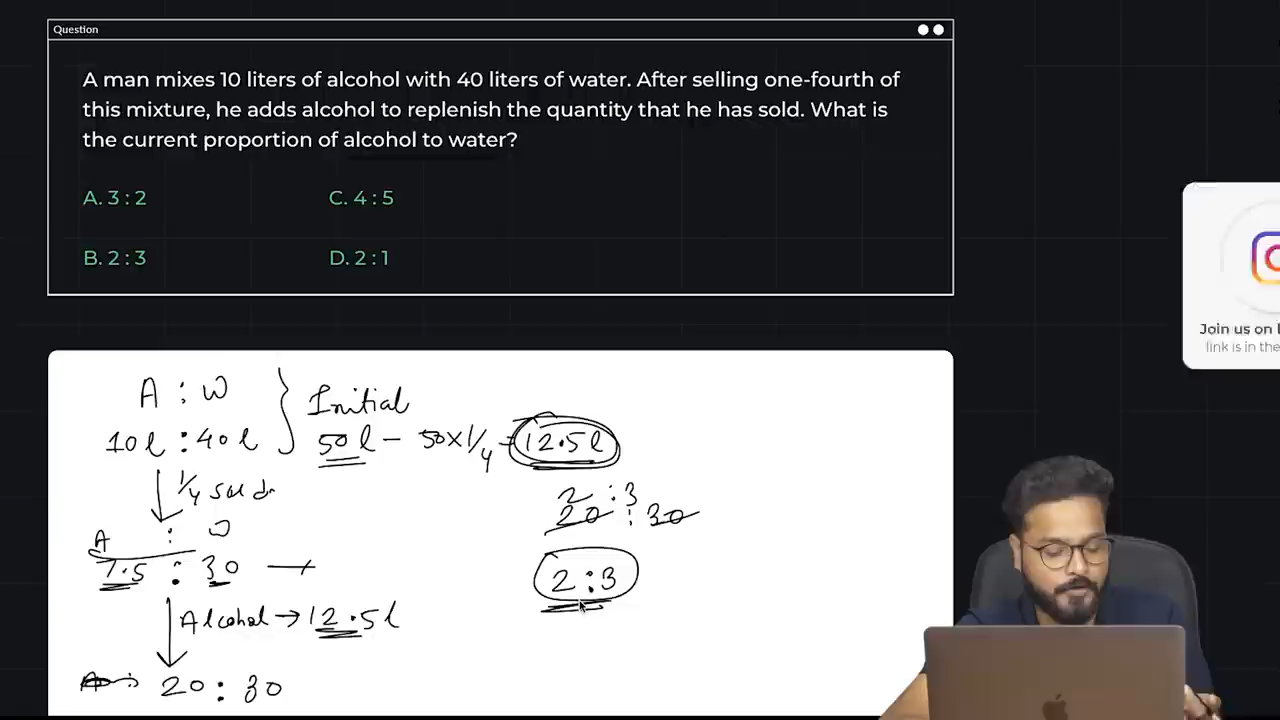 Question
A man mixes 10 liters of alcohol with 40 liters of water. After selling one-fourth of
this mixture, he adds alcohol to replenish the quantity that he has sold. What is
the current proportion of alcohol to water?
A. 3 : 2
C. 4 : 5
B. 2 : 3
D. 2 : 1
Join us on
link is in the
A : W
Initial
10 l : 40 l
50 l - 50 x 1/4 = 12.5 l
1/4 sold
2 : 3
20 : 30
A : W
7.5 : 30
2 : 3
Alcohol → 12.5 l
A :
20 : 30